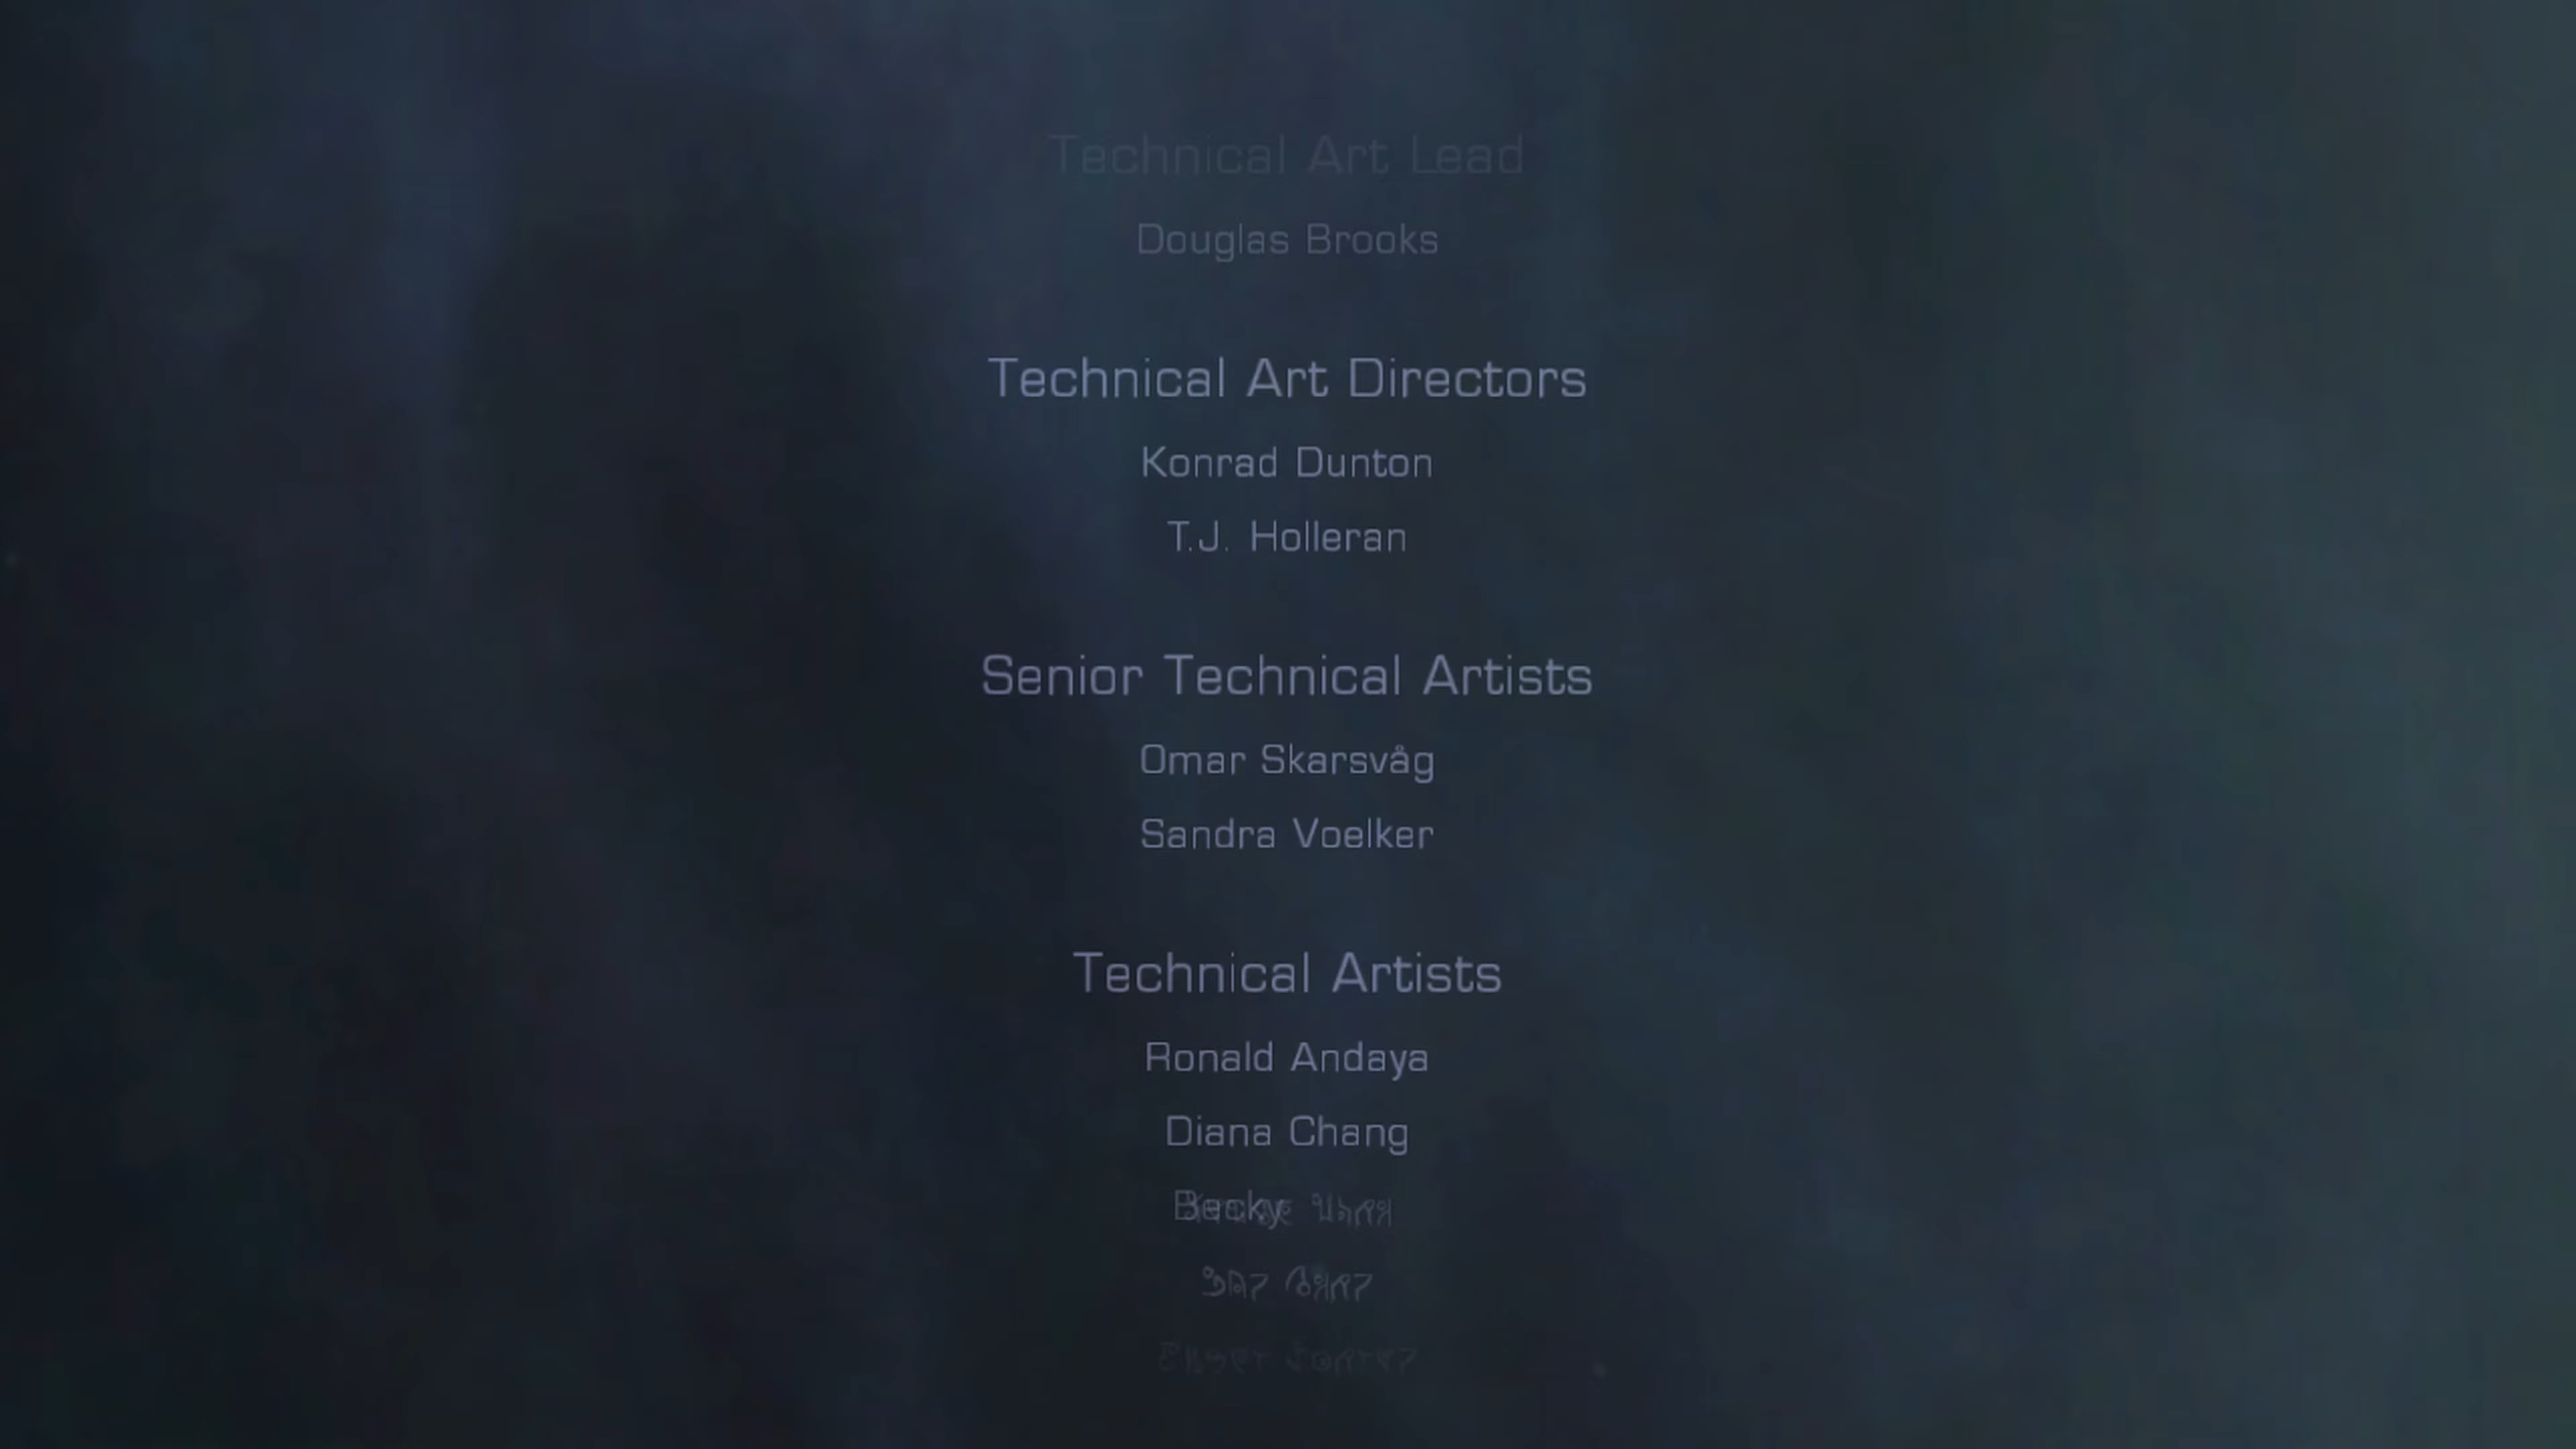 Technical Art Lead
Douglas Brooks
Technical Art Directors
Konrad Dunton
T.J. Holleran
Senior Technical Artists
Omar Skarsvåg
Sandra Voelker
Technical Artists
Ronald Andaya
Diana Chang
Becky